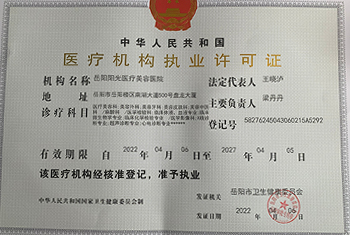 中华人民共和国
医疗机构执业许可证
机构名称 岳阳阳光医疗美容医院 法定代表人 王晓泸
地址 岳阳市岳阳楼区南湖大道500号盘龙大厦 主要负责人 梁丹丹
诊疗科目 登记号 58276245043060215A5292
有效期限 自 2022 年 04 月 06 日至 2027 年 04 月 05 日
该医疗机构经核准登记，准予执业
发证机关 岳阳市卫生健康委员会
中华人民共和国国家卫生健康委员会制 发证日期 2022 年 04 月 06 日